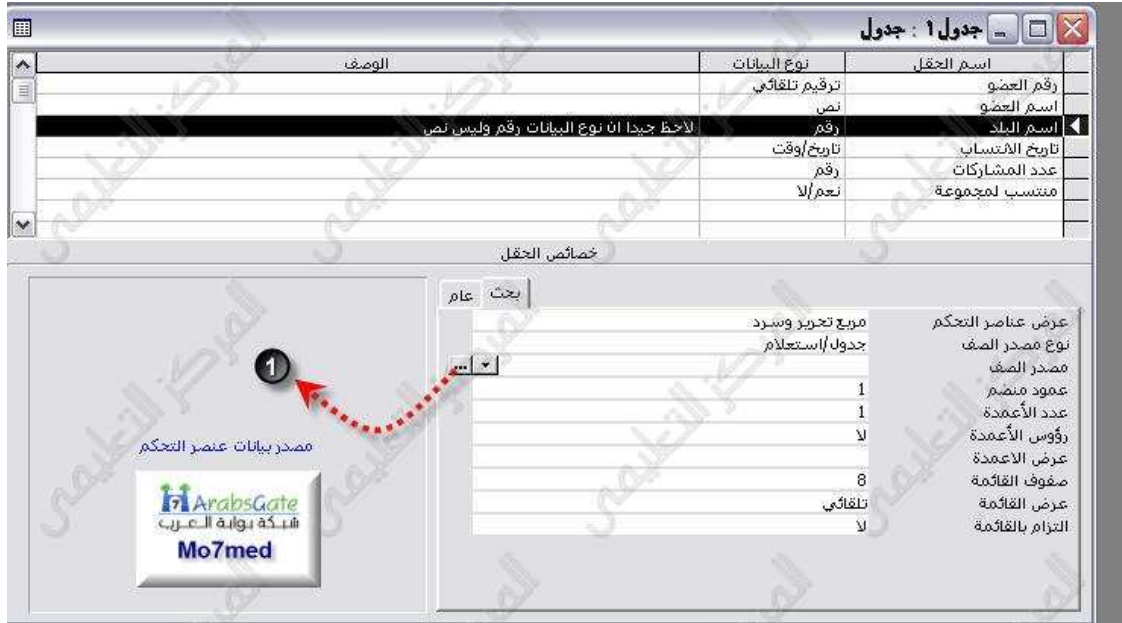 جدول١ : جدول
اسم الحقل نوع البيانات الوصف
رقم العضو ترقيم تلقائي
اسم العضو نص
اسم البلد رقم لاحظ جيدا ان نوع البيانات رقم وليس نص
تاريخ الانتساب تاريخ/وقت
عدد المشاركات رقم
منتسب لمجموعة نعم/لا
خصائص الحقل
عام بحث
عرض عناصر التحكم مربع تحرير وسرد
نوع مصدر الصف جدول/استعلام
مصدر الصف ...
عمود منضم 1
عدد الأعمدة 1
رؤوس الأعمدة لا
عرض الاعمدة
صفوف القائمة 8
عرض القائمة تلقائي
التزام بالقائمة لا
1
مصدر بيانات عنصر التحكم
7 ArabsGate
شبكة بوابة العرب
Mo7med
المركز التعليمى